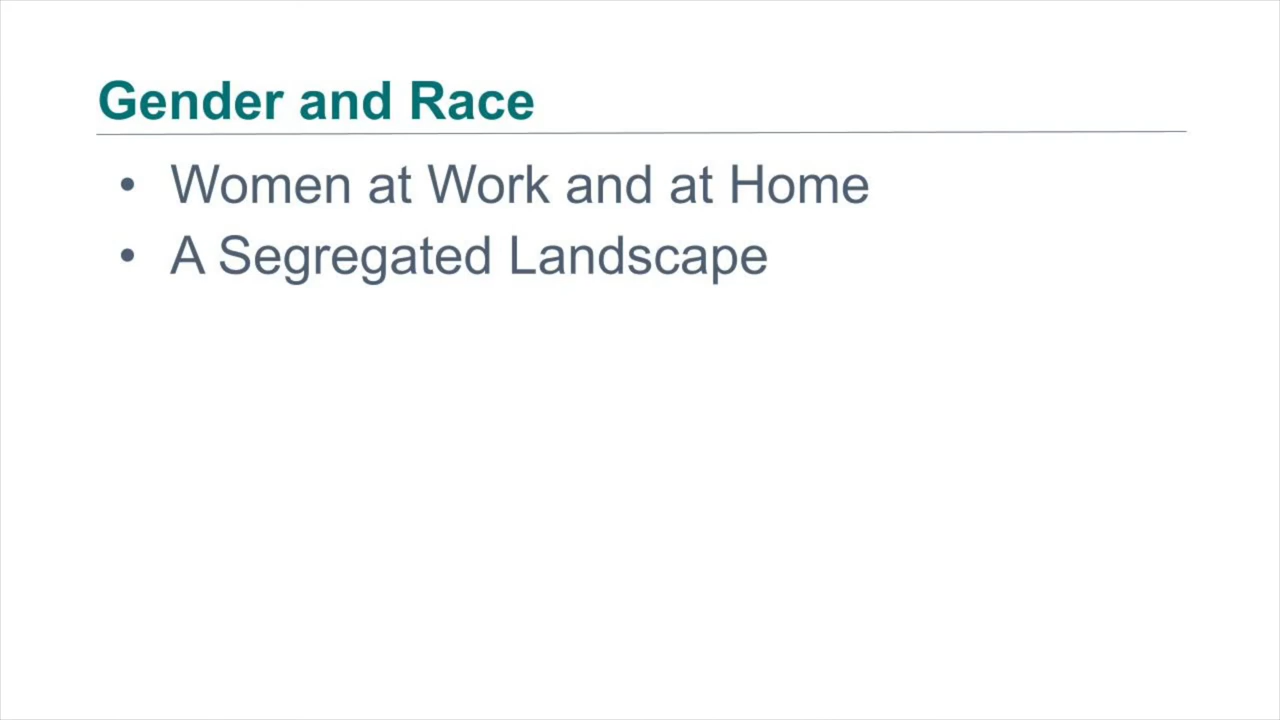 Gender and Race
• Women at Work and at Home
• A Segregated Landscape